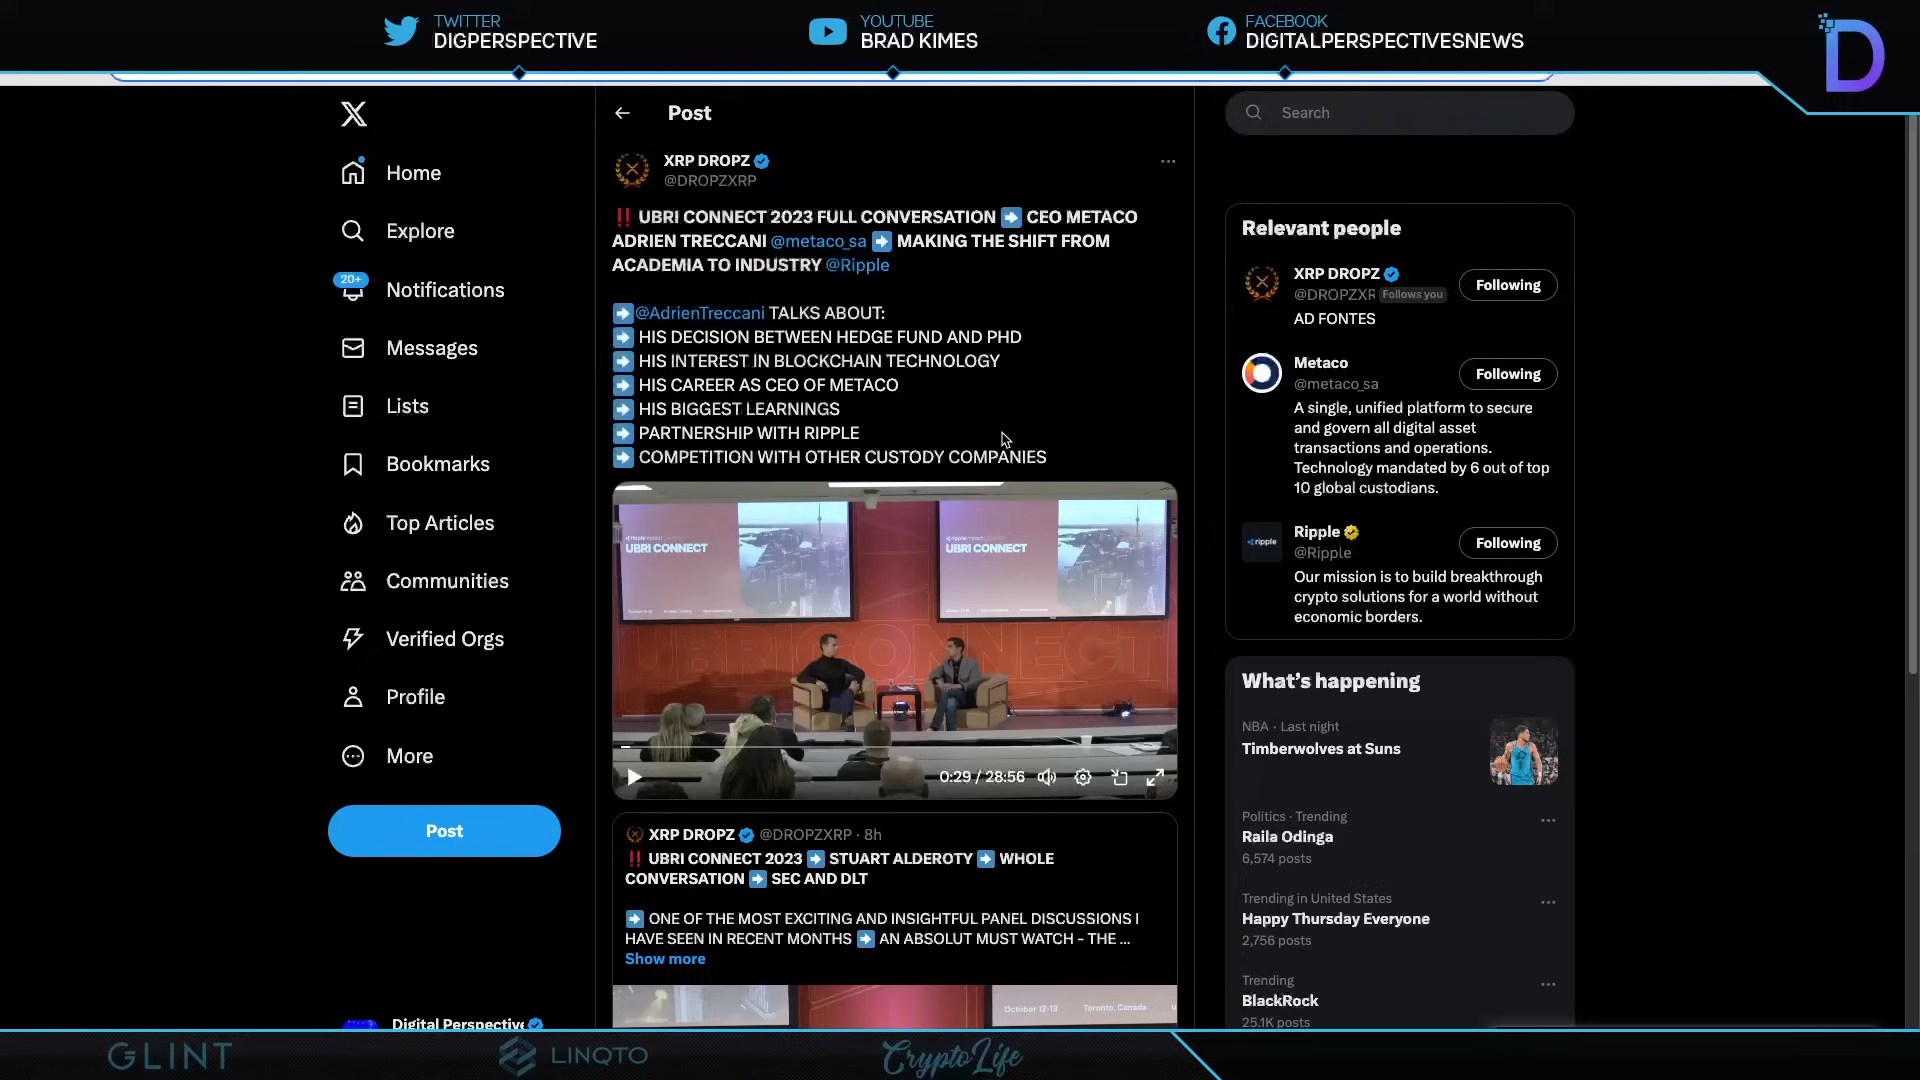 TWITTER
DIGPERSPECTIVE
YOUTUBE
BRAD KIMES
FACEBOOK
DIGITALPERSPECTIVESNEWS
D
X
Home
Explore
20+
Notifications
Messages
Lists
Bookmarks
Top Articles
Communities
Verified Orgs
Profile
More
Post
Digital Perspective
Post
XRP DROPZ
@DROPZXRP
‼️ UBRI CONNECT 2023 FULL CONVERSATION ➡️ CEO METACO
ADRIEN TRECCANI @metaco_sa ➡️ MAKING THE SHIFT FROM
ACADEMIA TO INDUSTRY @Ripple
➡️@AdrienTreccani TALKS ABOUT:
➡️ HIS DECISION BETWEEN HEDGE FUND AND PHD
➡️ HIS INTEREST IN BLOCKCHAIN TECHNOLOGY
➡️ HIS CAREER AS CEO OF METACO
➡️ HIS BIGGEST LEARNINGS
➡️ PARTNERSHIP WITH RIPPLE
➡️ COMPETITION WITH OTHER CUSTODY COMPANIES
UBRI CONNECT
UBRI CONNECT
UBRI CONNECT
0:29 / 28:56
XRP DROPZ @DROPZXRP · 8h
‼️ UBRI CONNECT 2023 ➡️ STUART ALDEROTY ➡️ WHOLE
CONVERSATION ➡️ SEC AND DLT
➡️ ONE OF THE MOST EXCITING AND INSIGHTFUL PANEL DISCUSSIONS I
HAVE SEEN IN RECENT MONTHS ➡️ AN ABSOLUT MUST WATCH - THE ...
Show more
October 12-13
Toronto, Canada
Search
Relevant people
XRP DROPZ
@DROPZXR Follows you
Following
AD FONTES
Metaco
@metaco_sa
Following
A single, unified platform to secure
and govern all digital asset
transactions and operations.
Technology mandated by 6 out of top
10 global custodians.
ripple
Ripple
@Ripple
Following
Our mission is to build breakthrough
crypto solutions for a world without
economic borders.
What's happening
NBA · Last night
Timberwolves at Suns
Politics · Trending
Raila Odinga
6,574 posts
Trending in United States
Happy Thursday Everyone
2,756 posts
Trending
BlackRock
25.1K posts
GLINT
LINQTO
CryptoLife